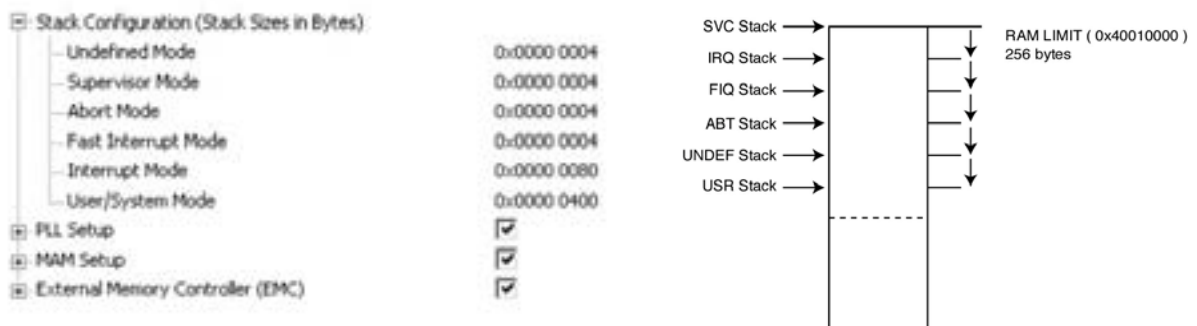 Stack Configuration (Stack Sizes in Bytes)
Undefined Mode 0x0000 0004
Supervisor Mode 0x0000 0004
Abort Mode 0x0000 0004
Fast Interrupt Mode 0x0000 0004
Interrupt Mode 0x0000 0080
User/System Mode 0x0000 0400
PLL Setup
MAM Setup
External Memory Controller (EMC)
SVC Stack
IRQ Stack
FIQ Stack
ABT Stack
UNDEF Stack
USR Stack
RAM LIMIT ( 0x40010000 )
256 bytes